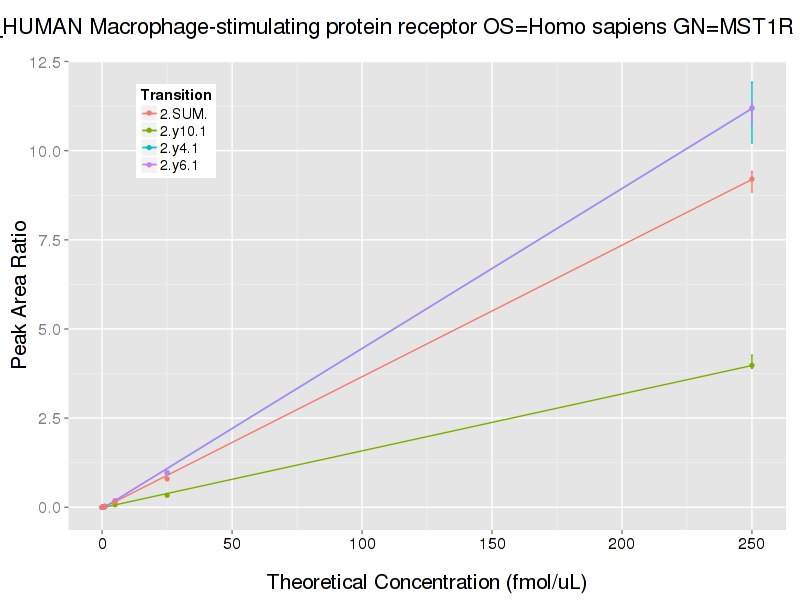 _HUMAN Macrophage-stimulating protein receptor OS=Homo sapiens GN=MST1R
12.5
10.0
7.5
5.0
2.5
0.0
Peak Area Ratio
Transition
2.SUM.
2.y10.1
2.y4.1
2.y6.1
0 50 100 150 200 250
Theoretical Concentration (fmol/uL)